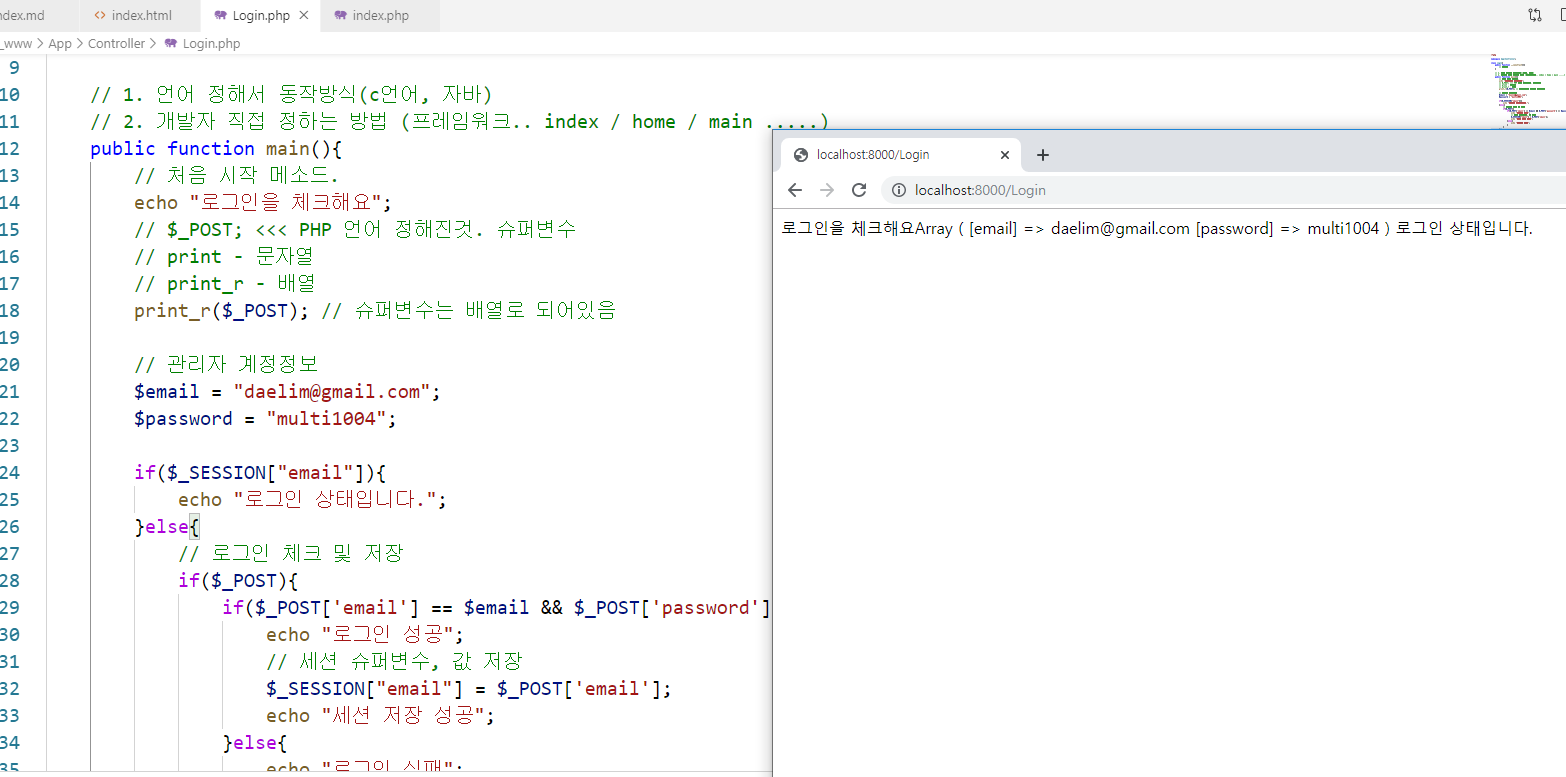 ndex.md
index.html
Login.php
index.php
_www > App > Controller > Login.php
9
10 // 1. 언어 정해서 동작방식(c언어, 자바)
11 // 2. 개발자 직접 정하는 방법 (프레임워크.. index / home / main .....)
12 public function main(){
13 // 처음 시작 메소드.
14 echo "로그인을 체크해요";
15 // $_POST; <<< PHP 언어 정해진것. 슈퍼변수
16 // print - 문자열
17 // print_r - 배열
18 print_r($_POST); // 슈퍼변수는 배열로 되어있음
19
20 // 관리자 계정정보
21 $email = "daelim@gmail.com";
22 $password = "multi1004";
23
24 if($_SESSION["email"]){
25 echo "로그인 상태입니다.";
26 }else{
27 // 로그인 체크 및 저장
28 if($_POST){
29 if($_POST['email'] == $email && $_POST['password']
30 echo "로그인 성공";
31 // 세션 슈퍼변수, 값 저장
32 $_SESSION["email"] = $_POST['email'];
33 echo "세션 저장 성공";
34 }else{
35 echo "로그인 실패";
localhost:8000/Login
localhost:8000/Login
로그인을 체크해요Array ( [email] => daelim@gmail.com [password] => multi1004 ) 로그인 상태입니다.